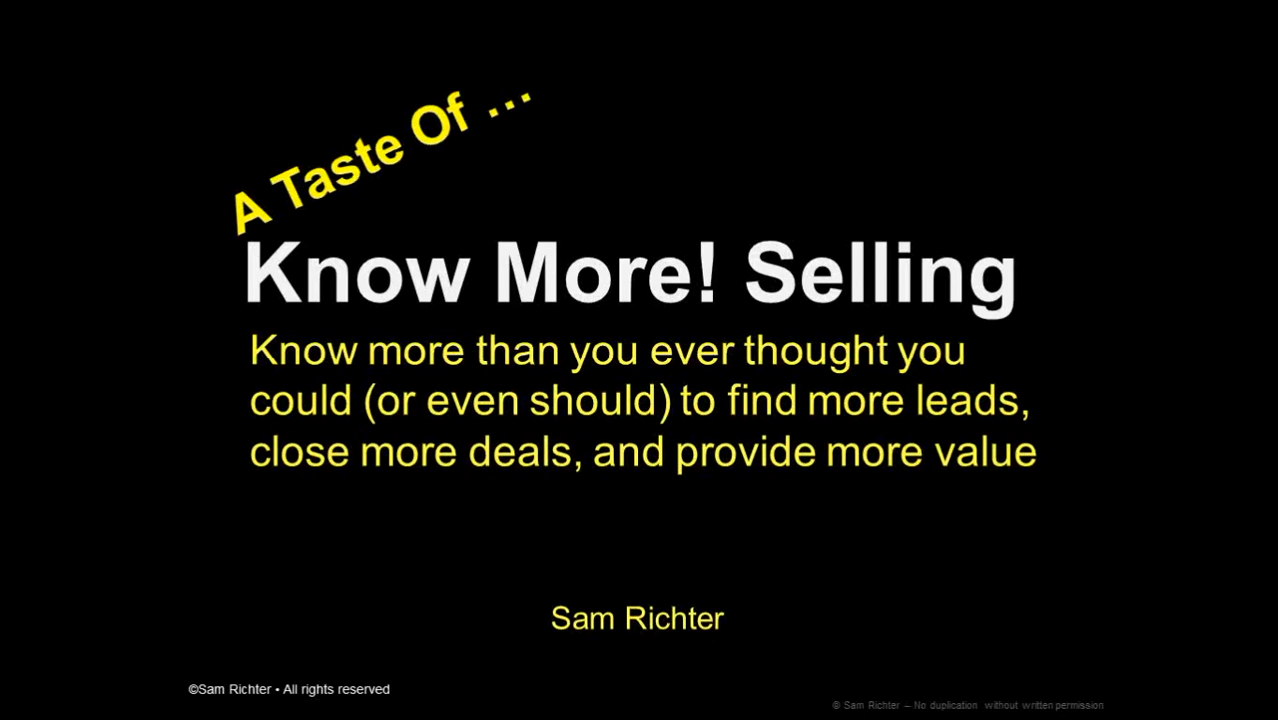 A Taste Of …
Know More! Selling
Know more than you ever thought you
could (or even should) to find more leads,
close more deals, and provide more value
Sam Richter
©Sam Richter • All rights reserved
© Sam Richter – No duplication without written permission